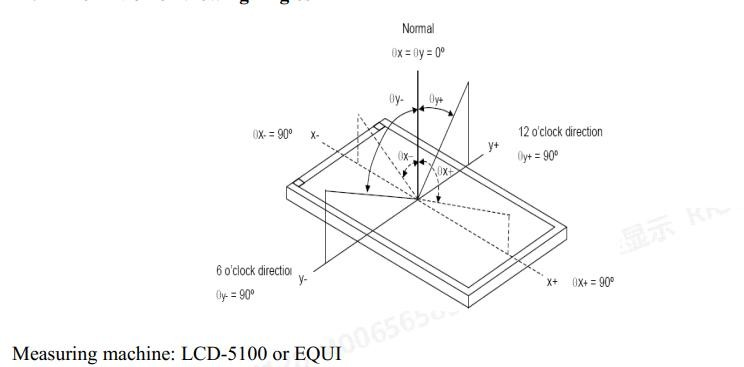 Normal
θx = θy = 0º
θy- θy+
θx- = 90º x-
12 o'clock direction
y+
θy+ = 90º
θx- θx+
显示
6 o'clock direction
y-
θy- = 90º
x+ θx+ = 90º
Measuring machine: LCD-5100 or EQUI